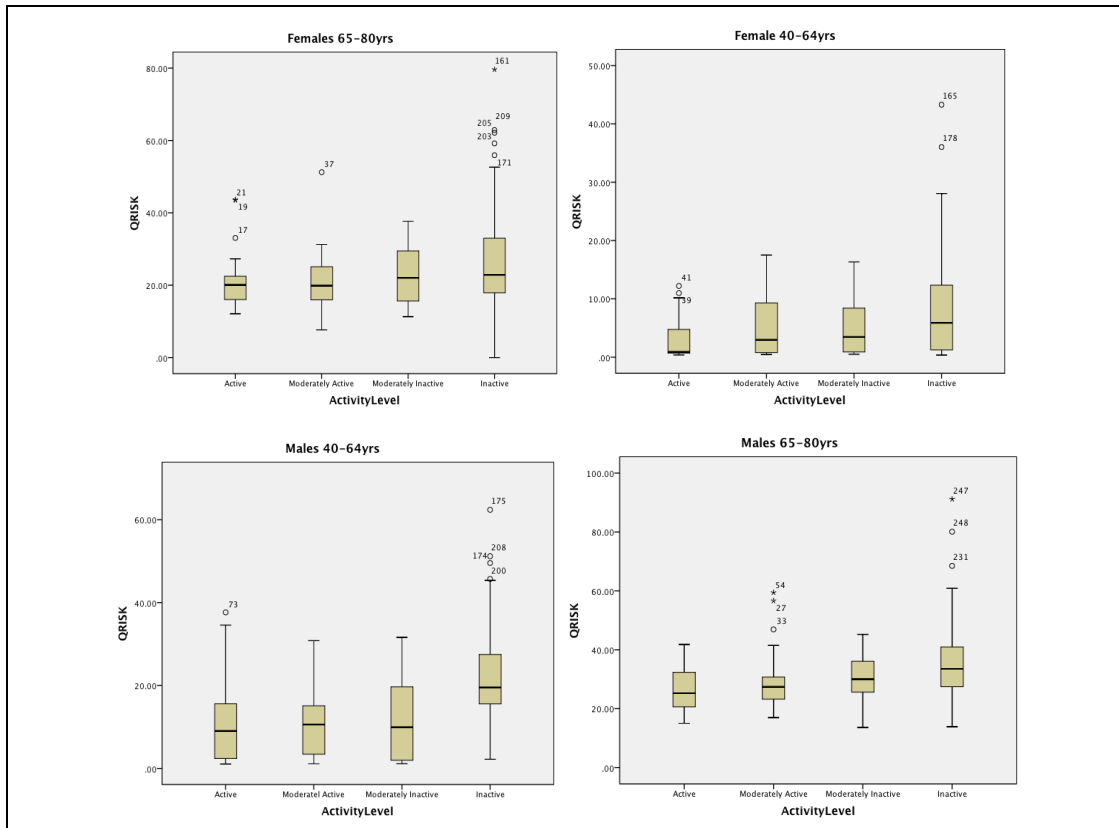 Females 65-80yrs
80.00
60.00
40.00
20.00
.00
QRISK
161
209
205
203
171
37
21
19
17
Active
Moderately Active
Moderately Inactive
Inactive
ActivityLevel
Female 40-64yrs
50.00
40.00
30.00
20.00
10.00
.00
QRISK
165
178
41
39
Active
Moderately Active
Moderately Inactive
Inactive
ActivityLevel
Males 40-64yrs
60.00
40.00
20.00
.00
QRISK
175
208
174
200
73
Active
Moderatel Active
Moderately Inactive
Inactive
ActivityLevel
Males 65-80yrs
100.00
80.00
60.00
40.00
20.00
.00
QRISK
247
248
231
54
27
33
Active
Moderately Active
Moderately Inactive
Inactive
ActivityLevel